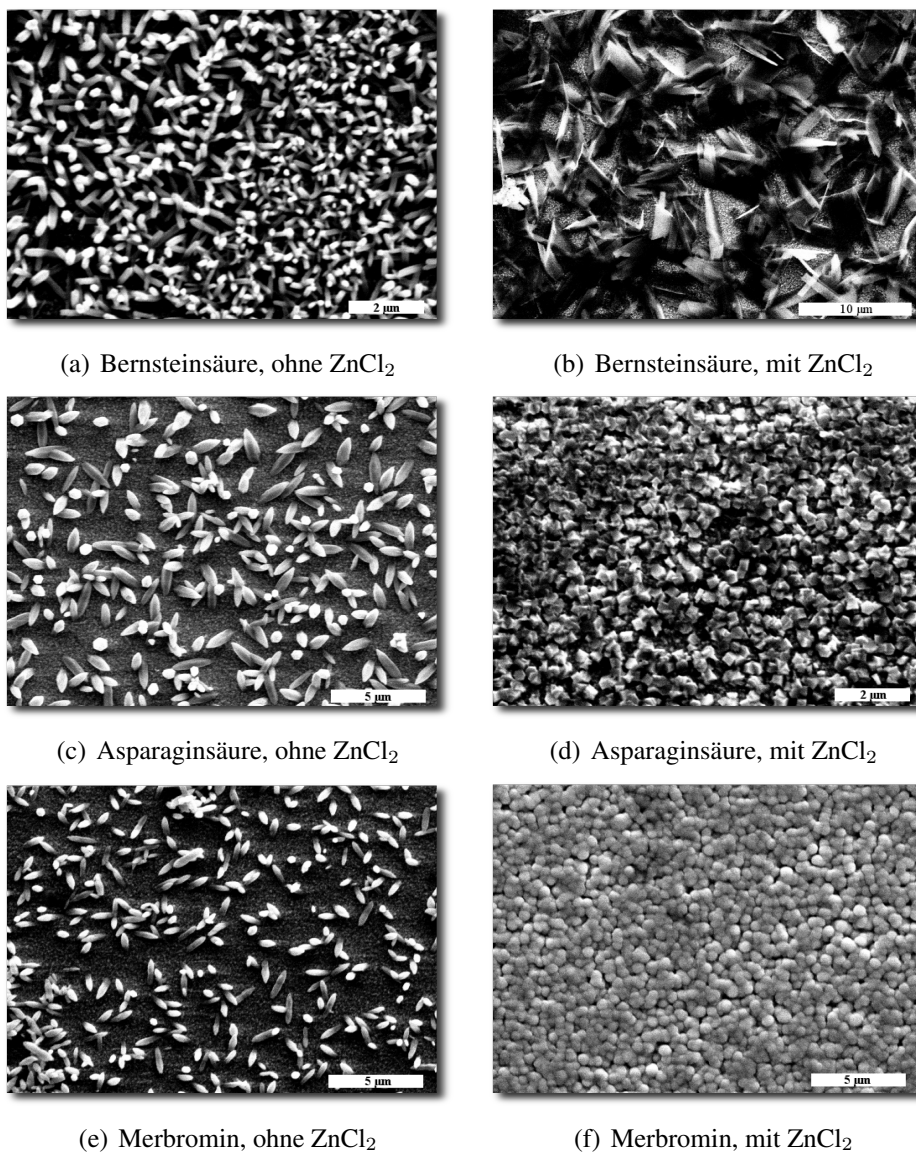 2 µm
10 µm
(a) Bernsteinsäure, ohne ZnCl₂
(b) Bernsteinsäure, mit ZnCl₂
5 µm
2 µm
(c) Asparaginsäure, ohne ZnCl₂
(d) Asparaginsäure, mit ZnCl₂
5 µm
5 µm
(e) Merbromin, ohne ZnCl₂
(f) Merbromin, mit ZnCl₂